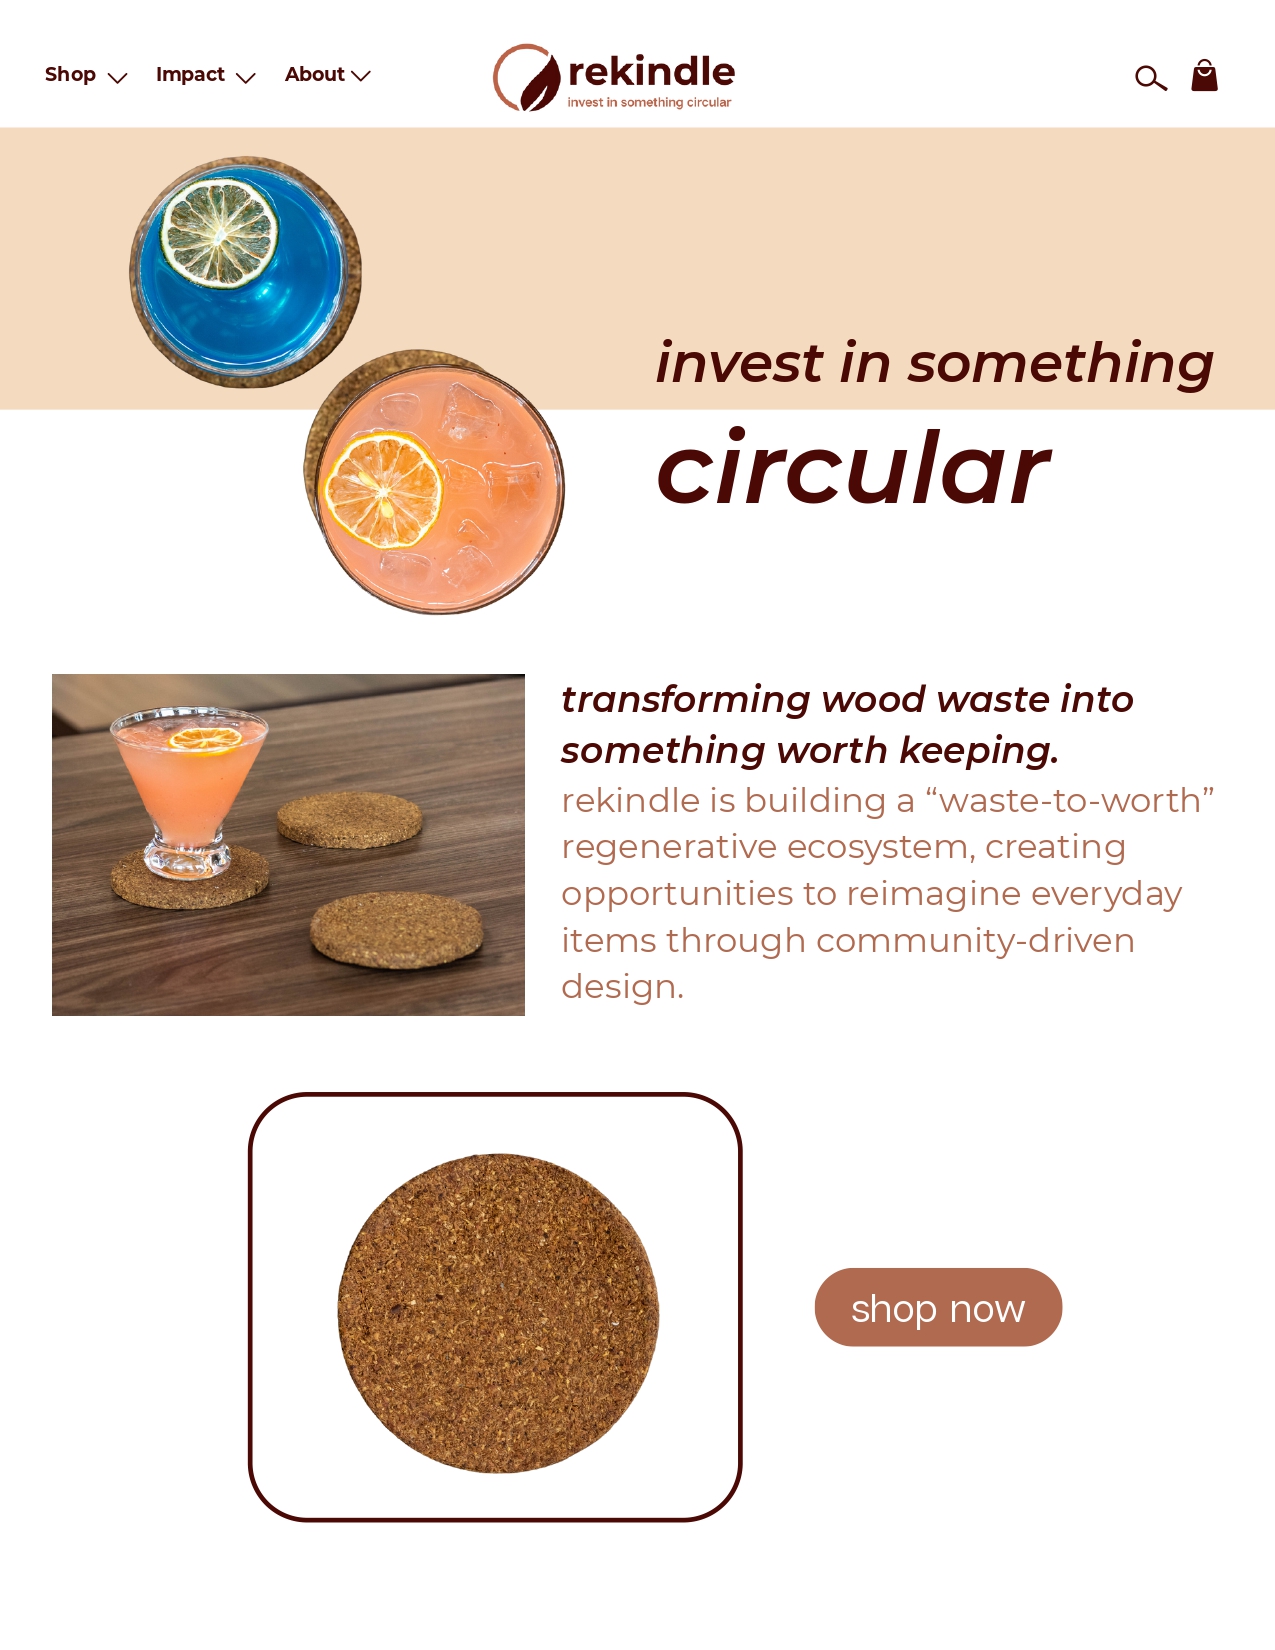 Shop
Impact
About
rekindle
invest in something circular
invest in something
circular
transforming wood waste into
something worth keeping.
rekindle is building a “waste-to-worth”
regenerative ecosystem, creating
opportunities to reimagine everyday
items through community-driven
design.
shop now